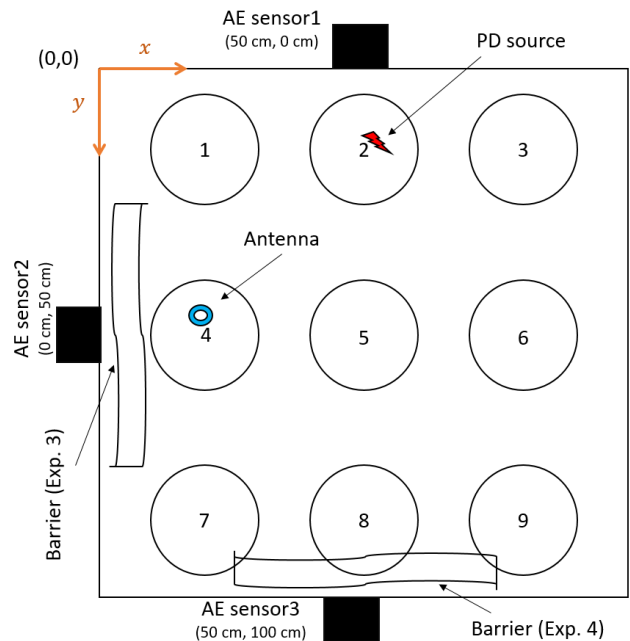 AE sensor1
(50 cm, 0 cm)
(0,0)
x
PD source
y
1
2
3
Antenna
AE sensor2
(0 cm, 50 cm)
4
5
6
Barrier (Exp. 3)
7
8
9
AE sensor3
(50 cm, 100 cm)
Barrier (Exp. 4)